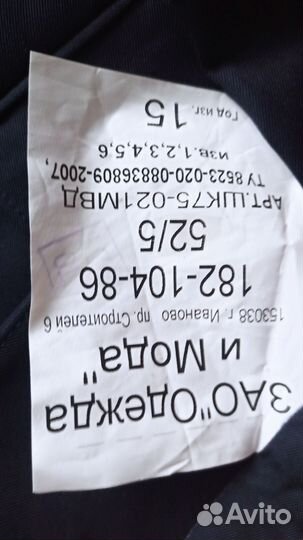 ЗАО"Одежда
и Мода"
153038 г. Иваново пр. Строителей 6
182-104-86
52/5
АРТ.ШК75-021МВД
ТУ 8523-020-08836809-2007,
изв.1,2,3,4,5,6
Год изг. 15
Avito